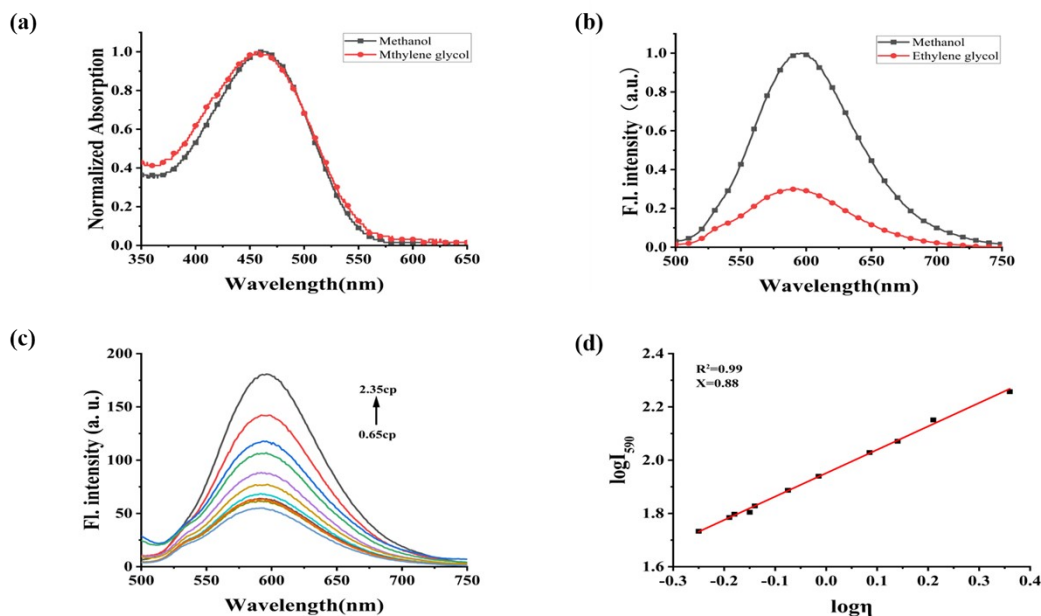 (a)
Normalized Absorption
1.0
0.8
0.6
0.4
0.2
0.0
350 400 450 500 550 600 650
Wavelength(nm)
Methanol
Mthylene glycol
(b)
F.l. intensity (a.u.)
1.0
0.8
0.6
0.4
0.2
0.0
500 550 600 650 700 750
Wavelength(nm)
Methanol
Ethylene glycol
(c)
Fl. intensity (a. u.)
200
150
100
50
0
500 550 600 650 700 750
Wavelength(nm)
2.35cp
0.65cp
(d)
logI590
2.4
2.2
2.0
1.8
1.6
-0.3 -0.2 -0.1 0.0 0.1 0.2 0.3 0.4
logη
R²=0.99
X=0.88